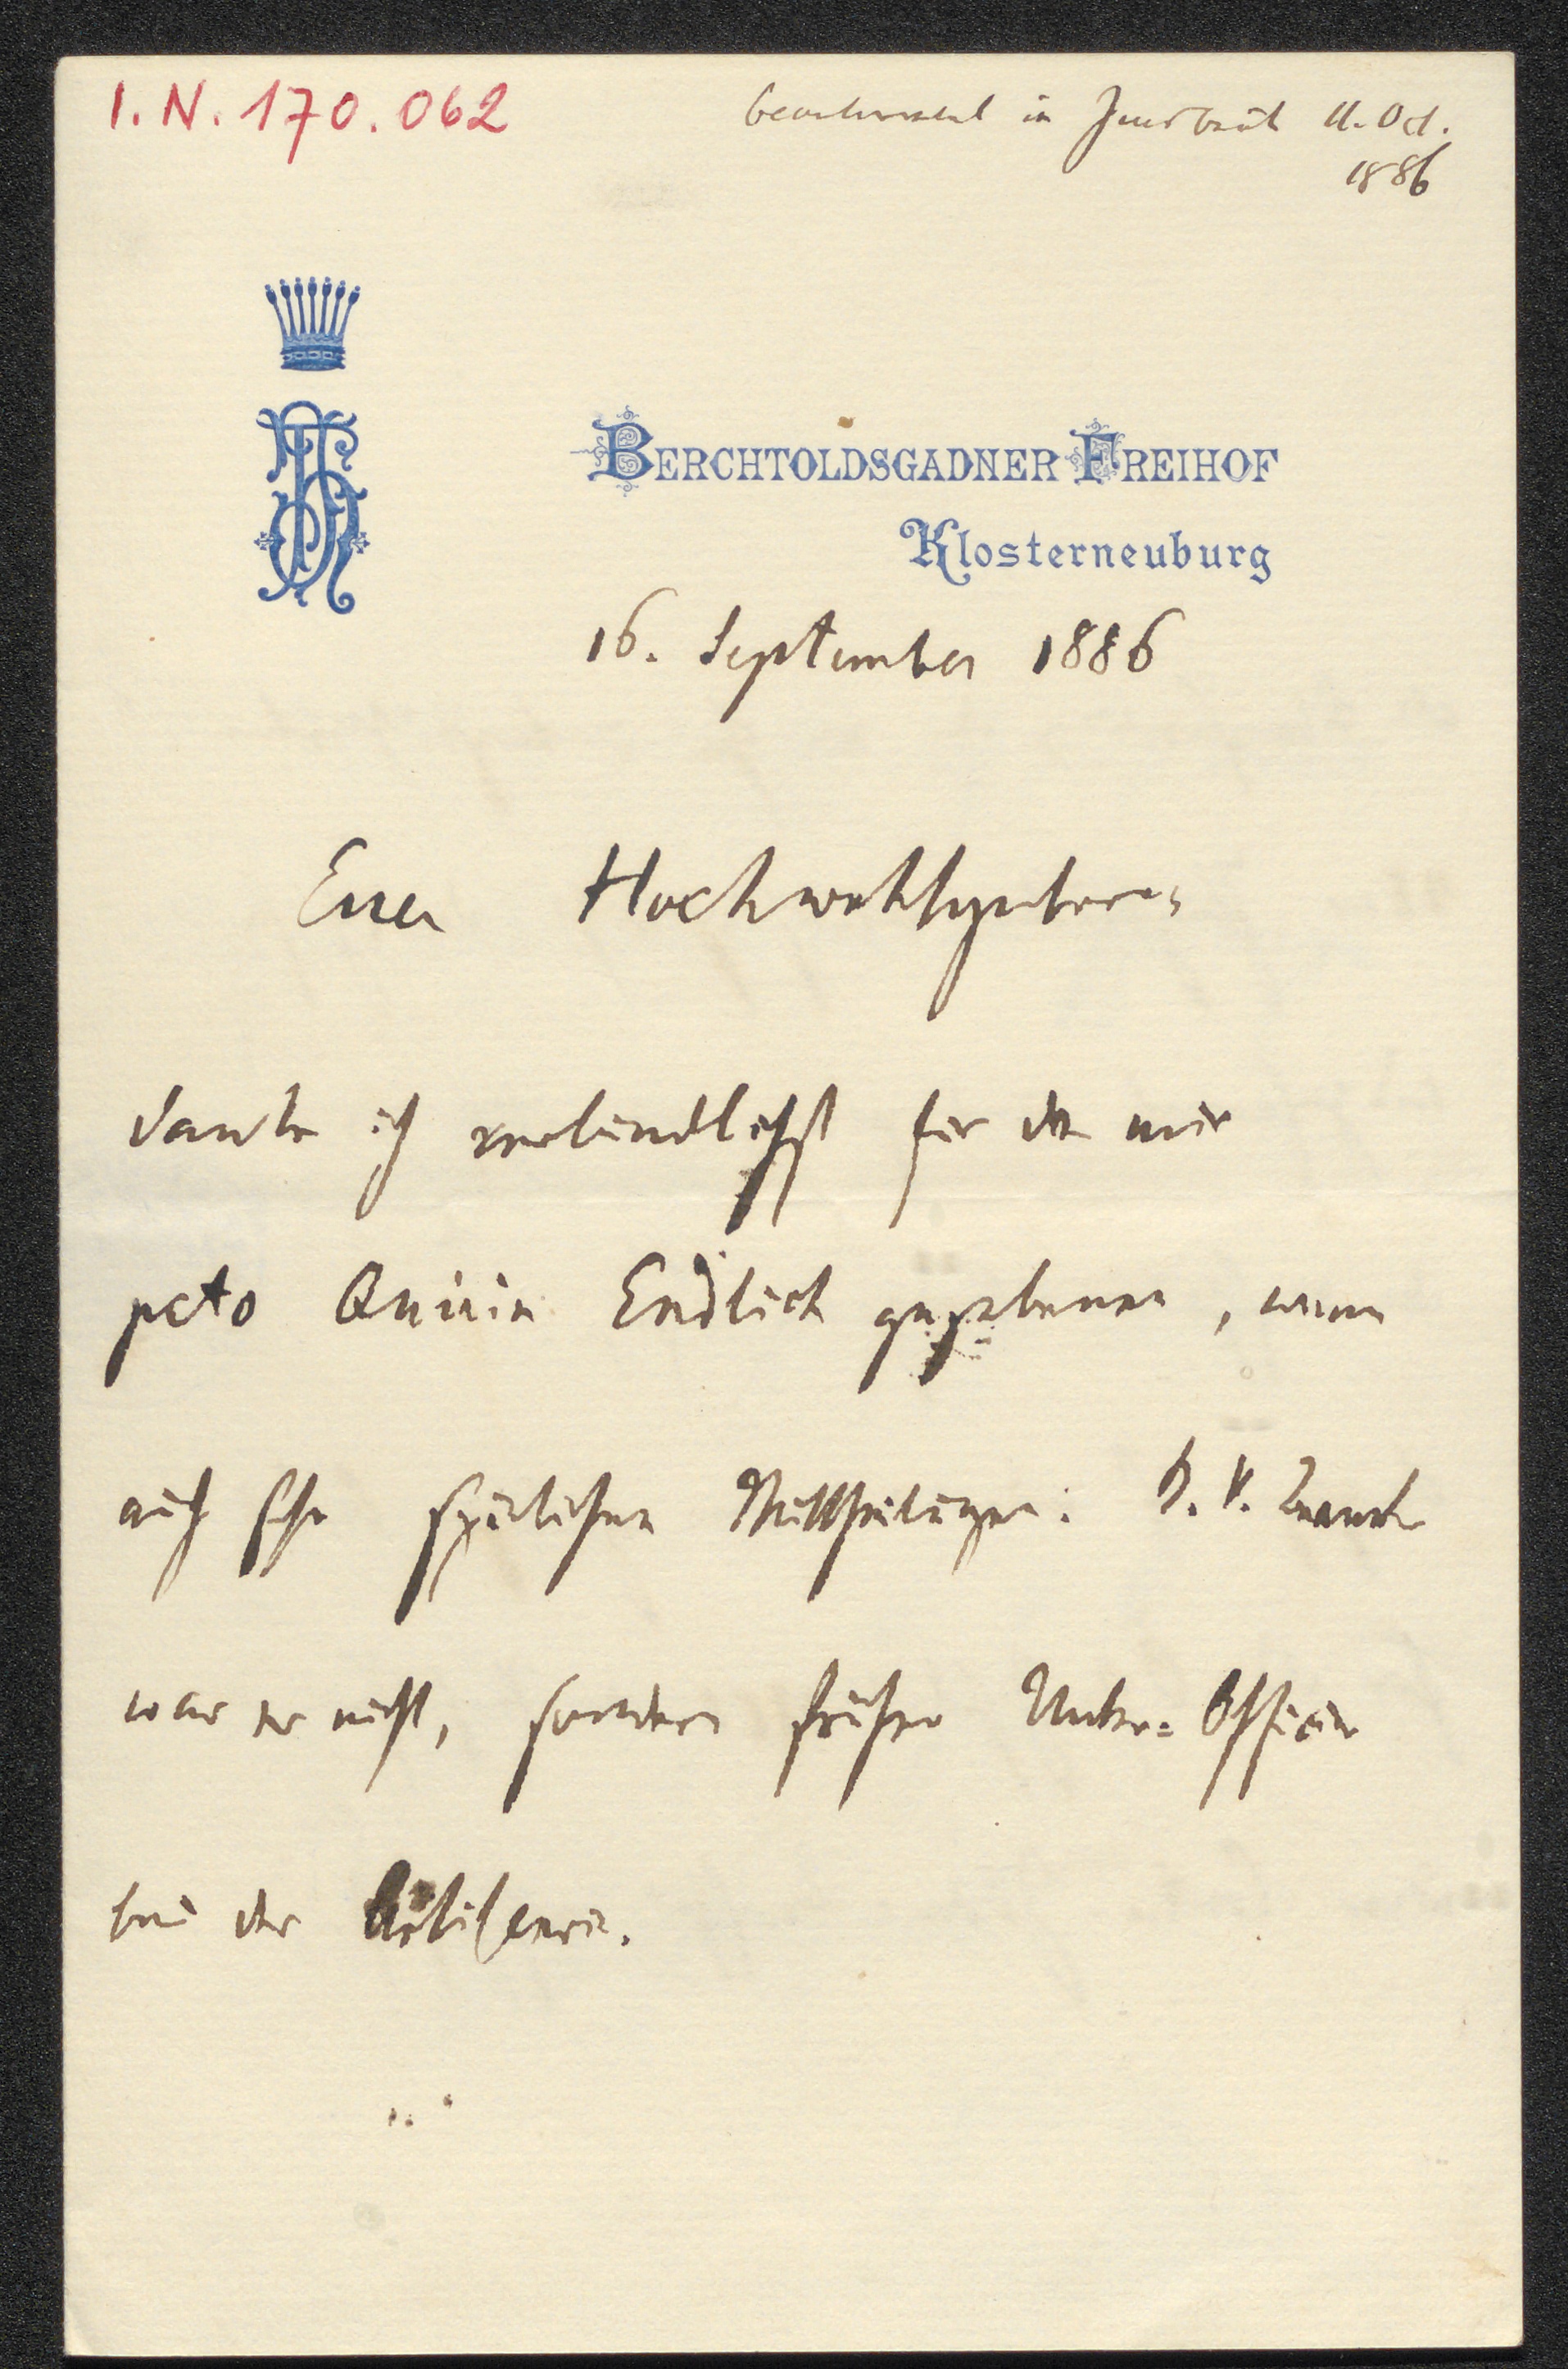 I. N. 170.062
beantwortet in Innsbruck 11. Oct.
1886
BERCHTOLDSGADNER FREIHOF
Klosterneuburg
16. September 1886
Euer Hochwohlgeboren
danke ich verbindlichst für die mir
pcto Quirin Endlich gegebenen, wenn
auch sehr spärlichen Mittheilungen.
war er nicht, sondern früher Unter-Officier
bei der Artillerie.